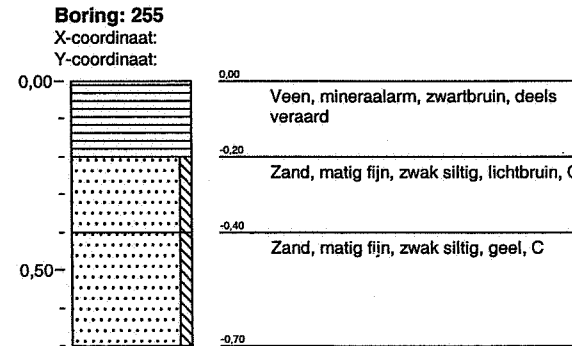 Boring: 255
X-coordinaat:
Y-coordinaat:
0,00
0,00
Veen, mineraalarm, zwartbruin, deels
veraard
-0,20
Zand, matig fijn, zwak siltig, lichtbruin,
-0,40
Zand, matig fijn, zwak siltig, geel, C
0,50
-0,70